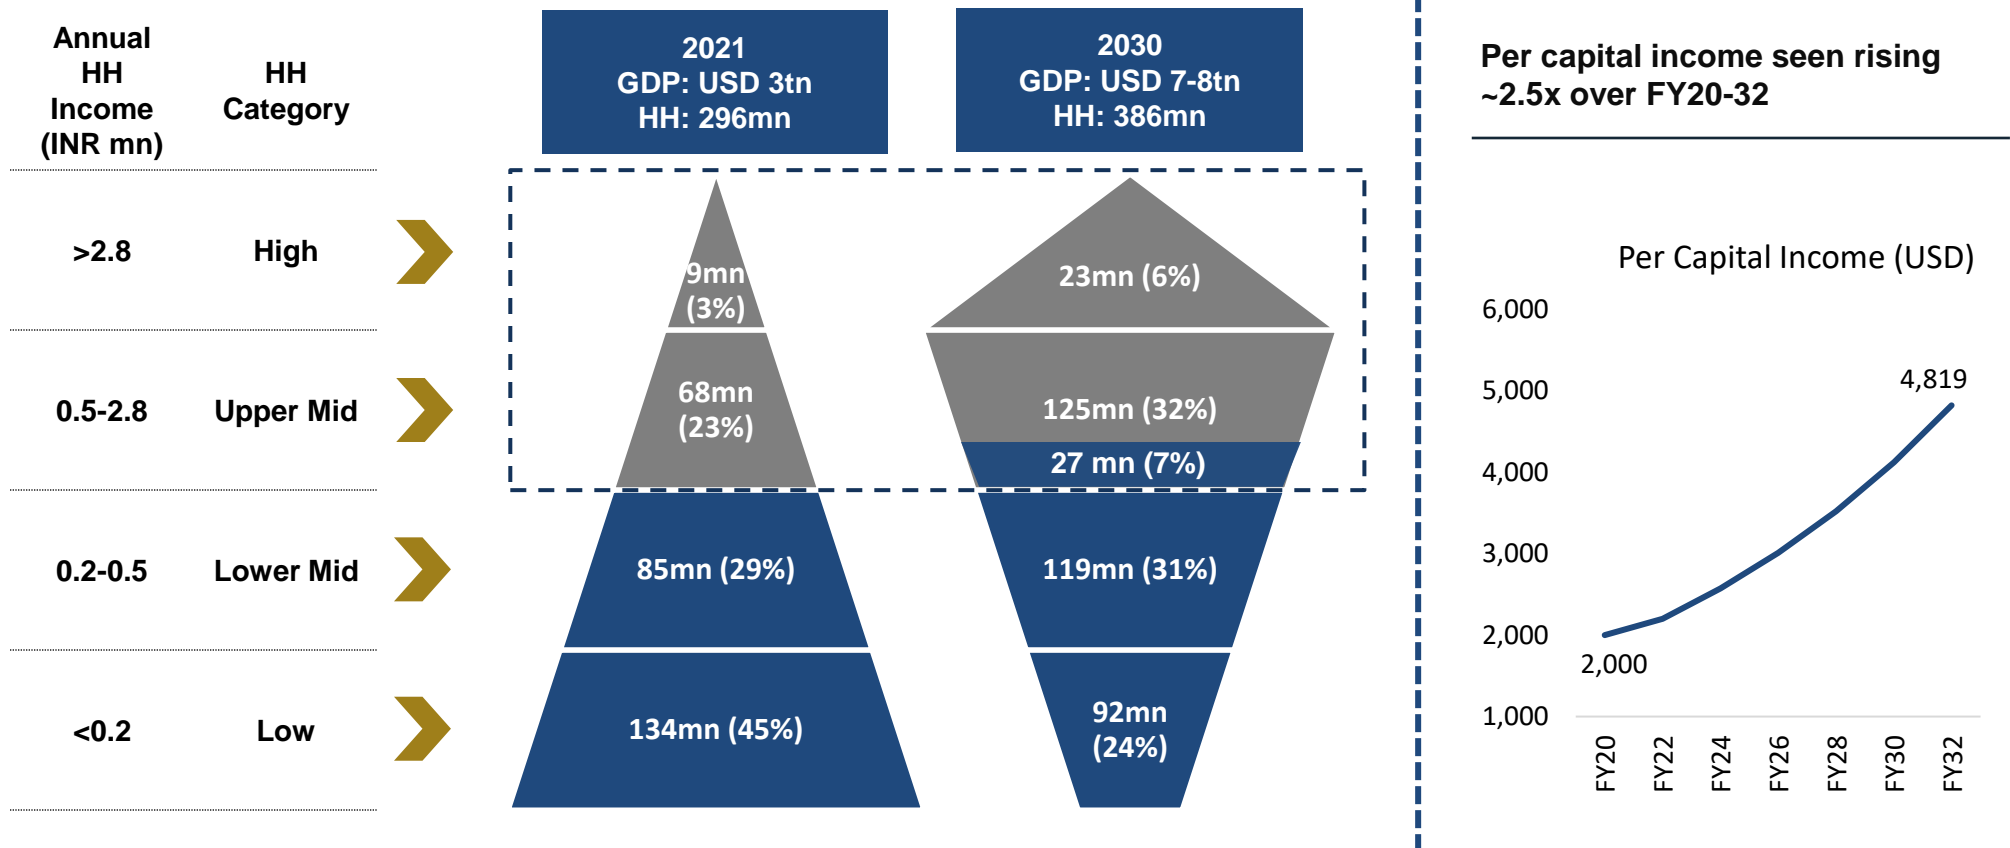 Annual
HH
Income
(INR mn)
HH
Category
2021
GDP: USD 3tn
HH: 296mn
2030
GDP: USD 7-8tn
HH: 386mn
>2.8
High
9mn
(3%)
23mn (6%)
0.5-2.8
Upper Mid
68mn
(23%)
125mn (32%)
27 mn (7%)
0.2-0.5
Lower Mid
85mn (29%)
119mn (31%)
<0.2
Low
134mn (45%)
92mn
(24%)
Per capital income seen rising
~2.5x over FY20-32
Per Capital Income (USD)
6,000
5,000
4,000
3,000
2,000
1,000
4,819
2,000
FY20
FY22
FY24
FY26
FY28
FY30
FY32